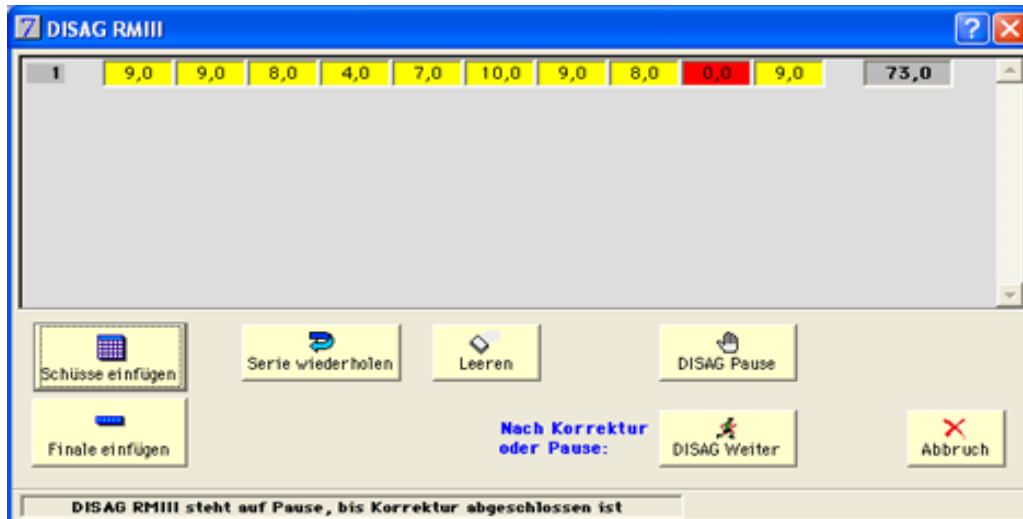 DISAG RMIII
1 9,0 9,0 8,0 4,0 7,0 10,0 9,0 8,0 0,0 9,0 73,0
Schüsse einfügen
Serie wiederholen
Leeren
DISAG Pause
Finale einfügen
Nach Korrektur
oder Pause:
DISAG Weiter
Abbruch
DISAG RMIII steht auf Pause, bis Korrektur abgeschlossen ist